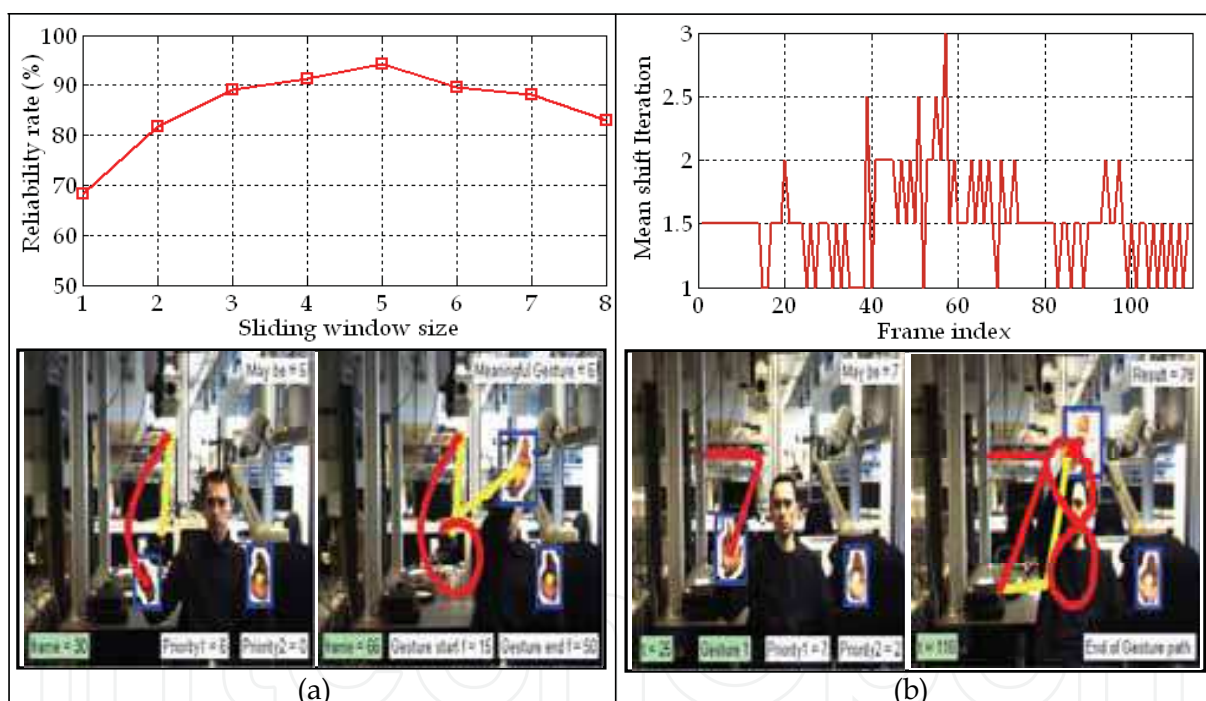 100
90
80
70
60
50
1 2 3 4 5 6 7 8
Reliability rate (%)
Sliding window size
3
2.5
2
1.5
1
0 20 40 60 80 100
Mean shift Iteration
Frame index
May be = 6
Priority1 = 6 Priority2 = 0
frame = 30
Meaningful Gesture = 6
frame = 66 Gesture start f = 15 Gesture end f = 50
May be = 7
t = 25 Gesture 1 Priority1 = 7 Priority2 = 2
Result = 78
t = 116 End of Gesture path
(a)
(b)